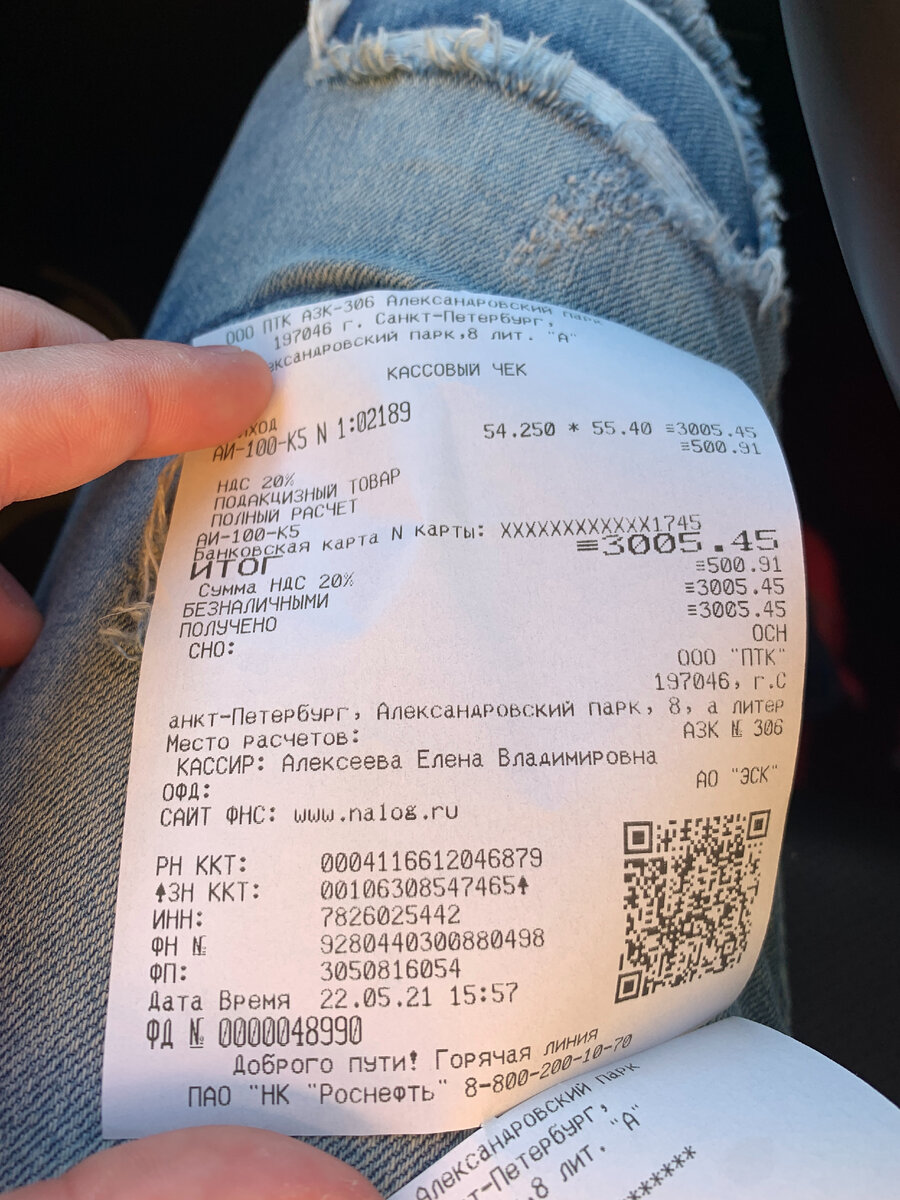 ООО ПТК АЗК-306 Александровский парк
197046 г. Санкт-Петербург,
ександровский парк,8 лит. "А"
КАССОВЫЙ ЧЕК
ИХОД
АИ-100-К5 N 1:02189
54.250 * 55.40 ≡3005.45
≡500.91
НДС 20%
ПОДАКЦИЗНЫЙ ТОВАР
ПОЛНЫЙ РАСЧЕТ
АИ-100-К5
Банковская карта N карты: XXXXXXXXXXXX1745
ИТОГ ≡3005.45
Сумма НДС 20% ≡500.91
БЕЗНАЛИЧНЫМИ ≡3005.45
ПОЛУЧЕНО ≡3005.45
СНО: ОСН
ООО "ПТК"
197046, г.С
анкт-Петербург, Александровский парк, 8, а литер
Место расчетов: АЗК № 306
КАССИР: Алексеева Елена Владимировна
ОФД: АО "ЭСК"
САЙТ ФНС: www.nalog.ru
РН ККТ: 0004116612046879
ЗН ККТ: 00106308547465
ИНН: 7826025442
ФН № 9280440300880498
ФП: 3050816054
Дата Время 22.05.21 15:57
ФД № 0000048990
Доброго пути! Горячая линия
ПАО "НК "Роснефть" 8-800-200-10-70
Александровский парк
т-Петербург,
,8 лит. "А"
*******